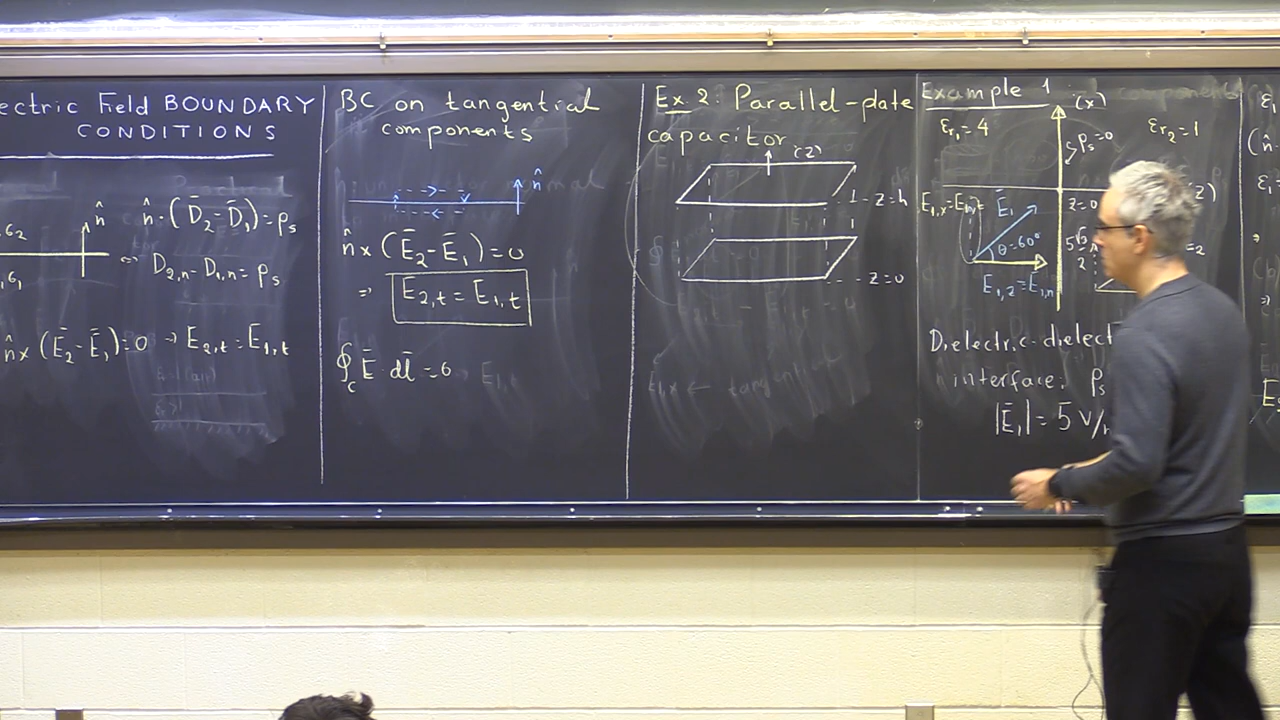 ectric Field BOUNDARY
CONDITIONS
n̂
n̂·(D̄₂-D̄₁)=ρₛ
⇒ D₂,ₙ-D₁,ₙ=ρₛ
n̂x(Ē₂-Ē₁)=0 → E₂,ₜ=E₁,ₜ
BC on tangential
components
n̂
n̂x(Ē₂-Ē₁)=0
⇒ E₂,ₜ=E₁,ₜ
∮ Ē·dl̄=0
C
Ex. 2: Parallel-plate
capacitor
(z)
z=h
z=0
Example 1
(x)
εr₁=4
ρₛ=0
εr₂=1
E₁,ₓ=E₁,ₜ
Ē₁
z=0
θ=60°
E₁,z=E₁,ₙ
Dielectric-dielect
interface: ρₛ
|Ē₁|=5 V/